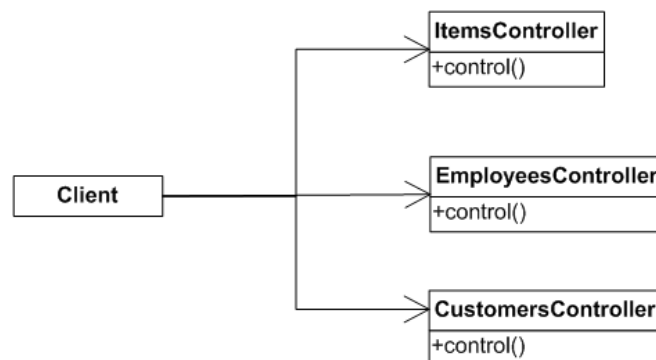 ItemsController
+control()
Client
EmployeesController
+control()
CustomersController
+control()